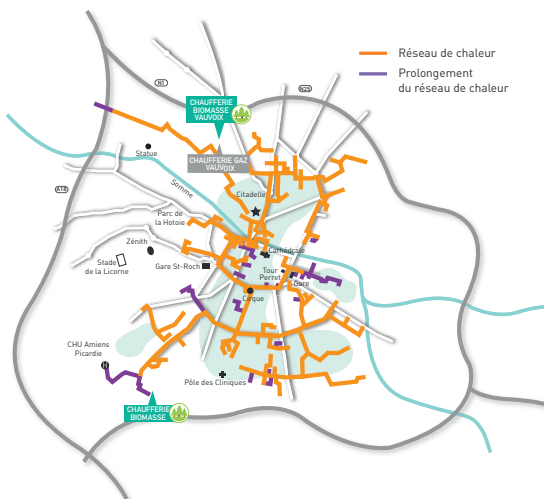 Réseau de chaleur
Prolongement
du réseau de chaleur
N1
N25
CHAUFFERIE
BIOMASSE
VAUVOIX
Statue
CHAUFFERIE GAZ
VAUVOIX
Somme
A18
Citadelle
Parc de
la Hotoie
Zénith
Cathédrale
Stade
de la Licorne
Gare St-Roch
Tour
Perret
Gare
Cirque
CHU Amiens
Picardie
H
Pôle des Cliniques
CHAUFFERIE
BIOMASSE